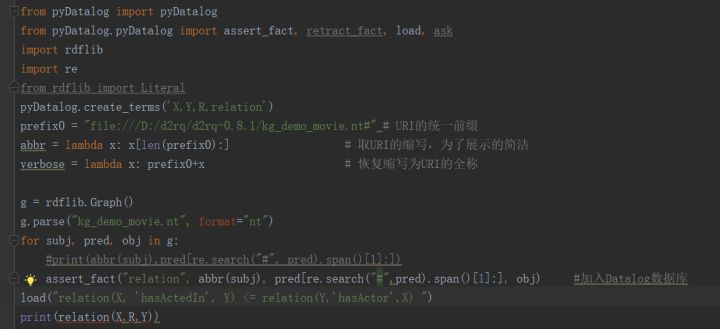 from pyDatalog import pyDatalog
from pyDatalog.pyDatalog import assert_fact, retract_fact, load, ask
import rdflib
import re
from rdflib import Literal
pyDatalog.create_terms('X,Y,R,relation')
prefix0 = "file:///D:/d2rq/d2rq-0.8.1/kg_demo_movie.nt#" # URI的统一前缀
abbr = lambda x: x[len(prefix0):] # 取URI的缩写，为了展示的简洁
verbose = lambda x: prefix0+x # 恢复缩写为URI的全称
g = rdflib.Graph()
g.parse("kg_demo_movie.nt", format="nt")
for subj, pred, obj in g:
#print(abbr(subj),pred[re.search("#", pred).span()[1]:])
assert_fact("relation", abbr(subj), pred[re.search("#",pred).span()[1]:], obj) #加入Datalog数据库
load("relation(X, 'hasActedIn', Y) <= relation(Y,'hasActor',X) ")
print(relation(X,R,Y))